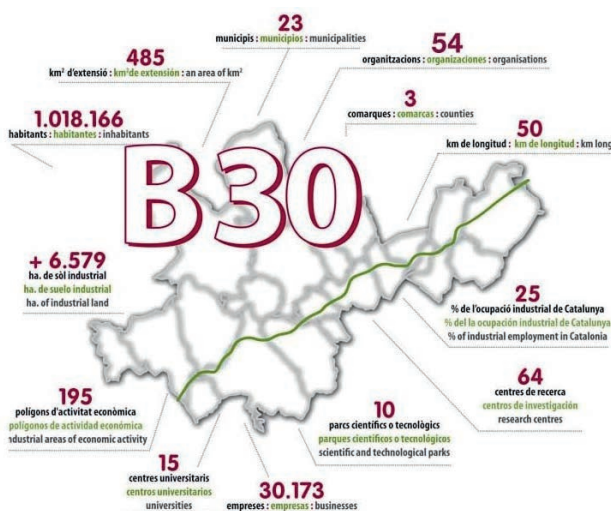 23
municipis : municipios : municipalities
485
km² d'extensió : km²de extensión : an area of km²
54
organitzacions : organizaciones : organisations
1.018.166
habitants : habitantes : inhabitants
3
comarques : comarcas : counties
50
km de longitud : km de longitud : km long
B30
+ 6.579
ha. de sòl industrial
ha. de suelo industrial
ha. of industrial land
25
% de l'ocupació industrial de Catalunya
% del la ocupación industrial de Catalunya
% of industrial employment in Catalonia
195
polígons d'activitat econòmica
polígonos de actividad económica
industrial areas of economic activity
64
centres de recerca
centros de investigación
research centres
10
parcs científics o tecnològics
parques científicos o tecnológicos
scientific and technological parks
15
centres universitaris
centros universitarios
universities
30.173
empreses : empresas : businesses